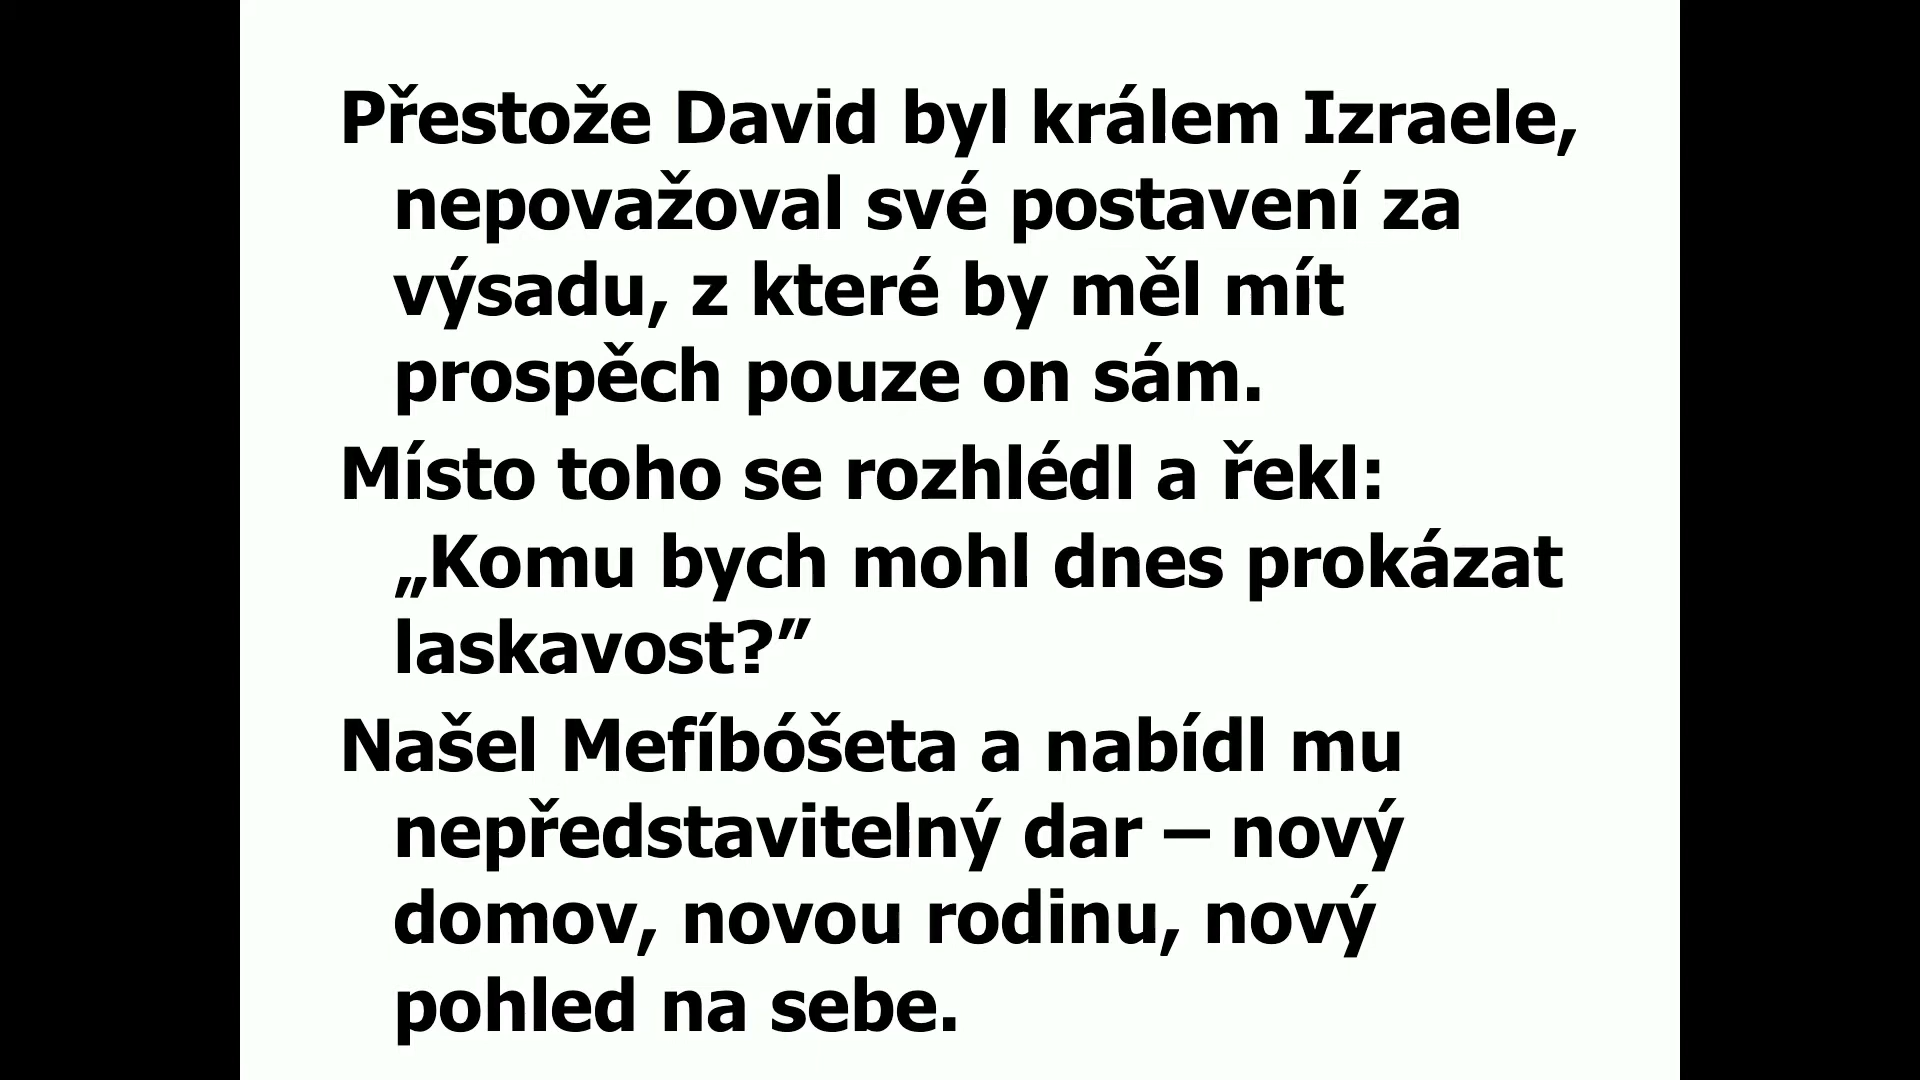 Přestože David byl králem Izraele,
nepovažoval své postavení za
výsadu, z které by měl mít
prospěch pouze on sám.
Místo toho se rozhlédl a řekl:
„Komu bych mohl dnes prokázat
laskavost?”
Našel Mefíbóšeta a nabídl mu
nepředstavitelný dar – nový
domov, novou rodinu, nový
pohled na sebe.